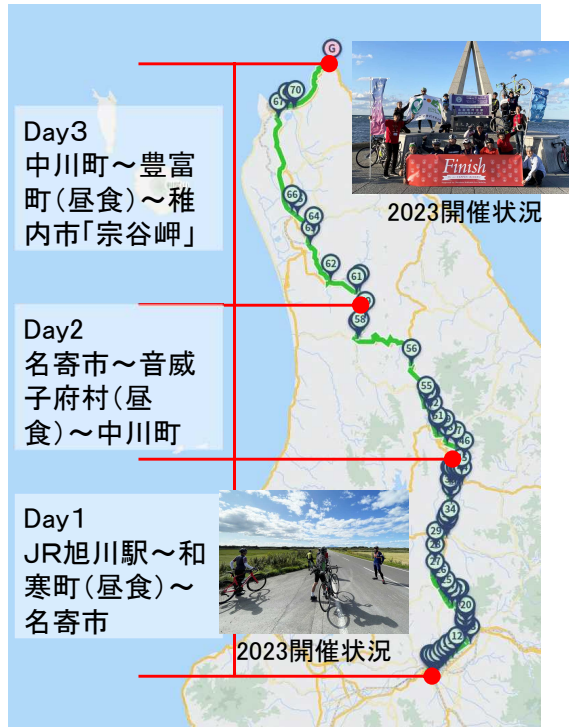 G
70
67
Day3
中川町～豊富
町(昼食)～稚
内市「宗谷岬」
Finish
2023開催状況
66
64
63
62
61
58
56
Day2
名寄市～音威
子府村(昼
食)～中川町
55
51
46
34
29
27
20
12
Day1
JR旭川駅～和
寒町(昼食)～
名寄市
2023開催状況